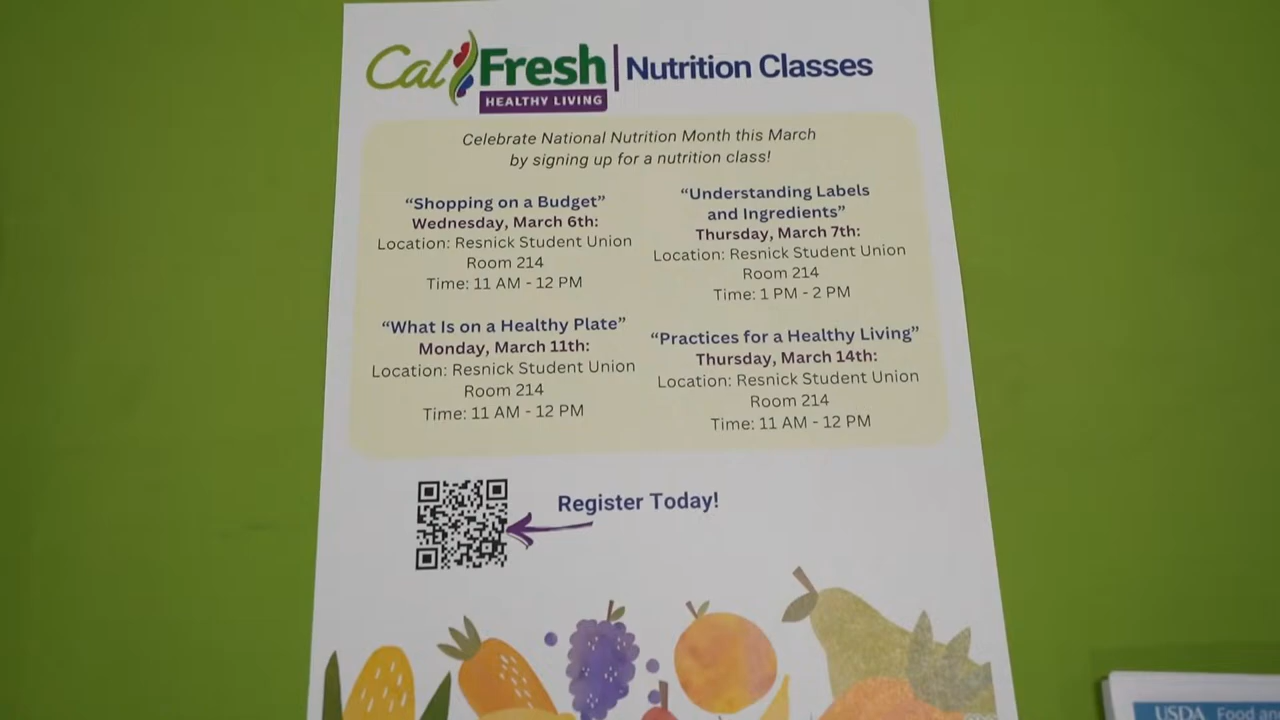 CalFresh | Nutrition Classes
HEALTHY LIVING
Celebrate National Nutrition Month this March
by signing up for a nutrition class!
“Shopping on a Budget”
Wednesday, March 6th:
Location: Resnick Student Union
Room 214
Time: 11 AM - 12 PM
“Understanding Labels
and Ingredients”
Thursday, March 7th:
Location: Resnick Student Union
Room 214
Time: 1 PM - 2 PM
“What Is on a Healthy Plate”
Monday, March 11th:
Location: Resnick Student Union
Room 214
Time: 11 AM - 12 PM
“Practices for a Healthy Living”
Thursday, March 14th:
Location: Resnick Student Union
Room 214
Time: 11 AM - 12 PM
Register Today!
USDA Food